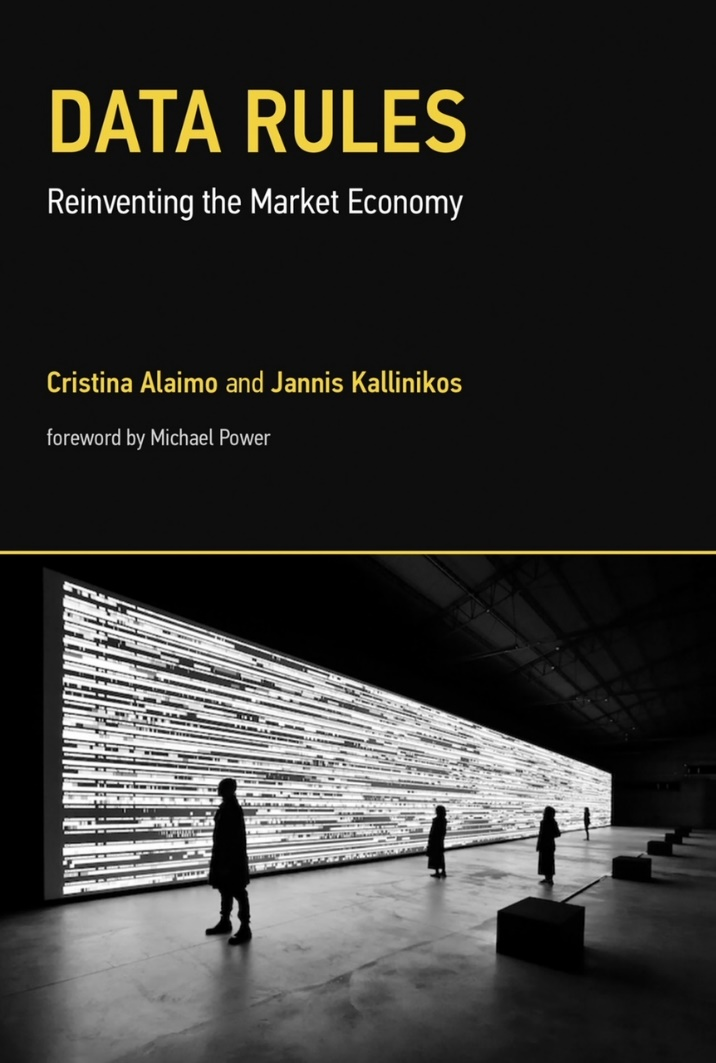 DATA RULES
Reinventing the Market Economy
Cristina Alaimo and Jannis Kallinikos
foreword by Michael Power